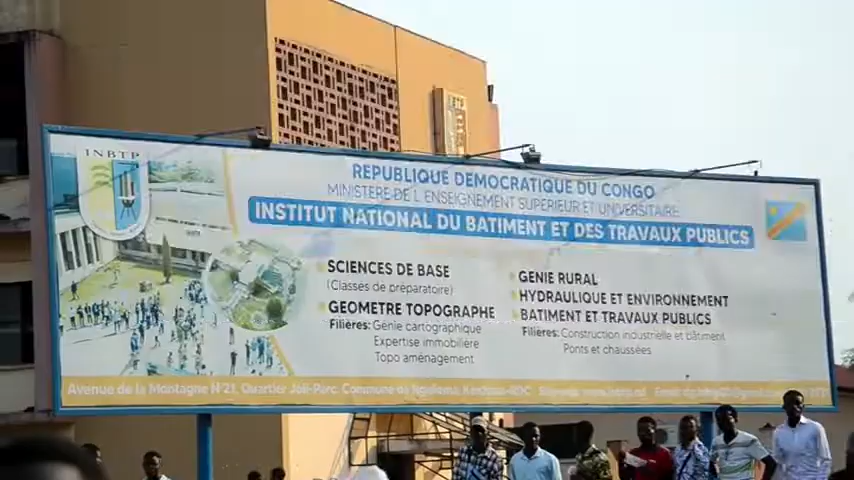 INBTP
REPUBLIQUE DEMOCRATIQUE DU CONGO
MINISTERE DE L'ENSEIGNEMENT SUPERIEUR ET UNIVERSITAIRE
INSTITUT NATIONAL DU BATIMENT ET DES TRAVAUX PUBLICS
SCIENCES DE BASE
(Classes de préparatoire)
GEOMETRE TOPOGRAPHE
Filières: Génie cartographique
Expertise immobilière
Topo aménagement
GENIE RURAL
HYDRAULIQUE ET ENVIRONNEMENT
BATIMENT ET TRAVAUX PUBLICS
Filières: Construction industrielle et bâtiment
Ponts et chaussées
Avenue de la Montagne N°21, Quartier Joli-Parc, Commune de Ngaliema, Kinshasa-RDC